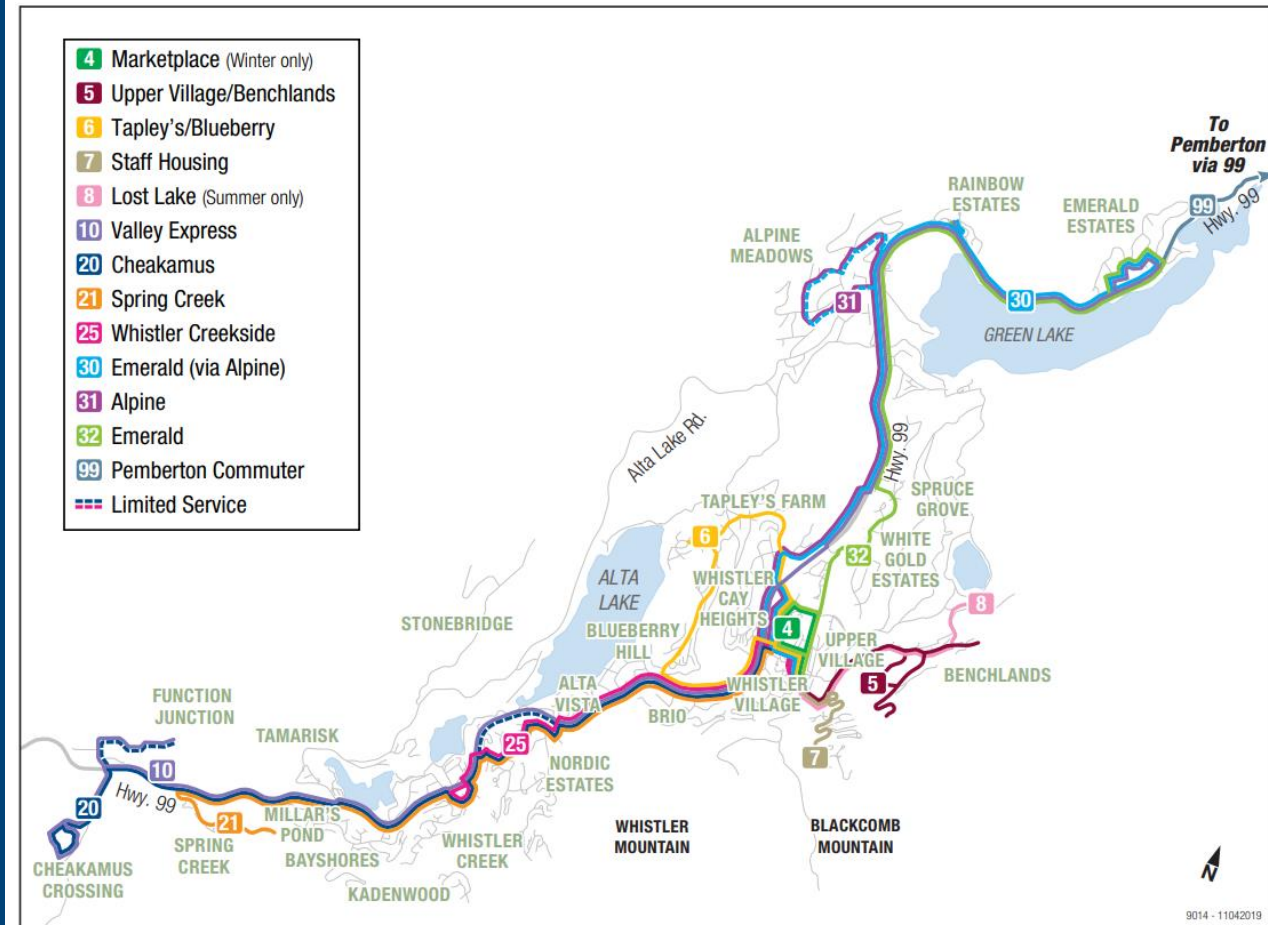 4 Marketplace (Winter only)
5 Upper Village/Benchlands
6 Tapley's/Blueberry
7 Staff Housing
8 Lost Lake (Summer only)
10 Valley Express
20 Cheakamus
21 Spring Creek
25 Whistler Creekside
30 Emerald (via Alpine)
31 Alpine
32 Emerald
99 Pemberton Commuter
Limited Service
To
Pemberton
via 99
99
Hwy. 99
RAINBOW
ESTATES
EMERALD
ESTATES
ALPINE
MEADOWS
31
30
GREEN LAKE
Alta Lake Rd.
Hwy. 99
SPRUCE
GROVE
TAPLEY'S FARM
6
32
WHITE
GOLD
ESTATES
ALTA
LAKE
WHISTLER
CAY
HEIGHTS
8
4
STONEBRIDGE
BLUEBERRY
HILL
UPPER
VILLAGE
BENCHLANDS
5
WHISTLER
VILLAGE
ALTA
VISTA
BRIO
FUNCTION
JUNCTION
TAMARISK
25
NORDIC
ESTATES
7
10
Hwy. 99
20
21
MILLAR'S
POND
SPRING
CREEK
BAYSHORES
WHISTLER
CREEK
WHISTLER
MOUNTAIN
BLACKCOMB
MOUNTAIN
CHEAKAMUS
CROSSING
KADENWOOD
N
9014 - 11042019